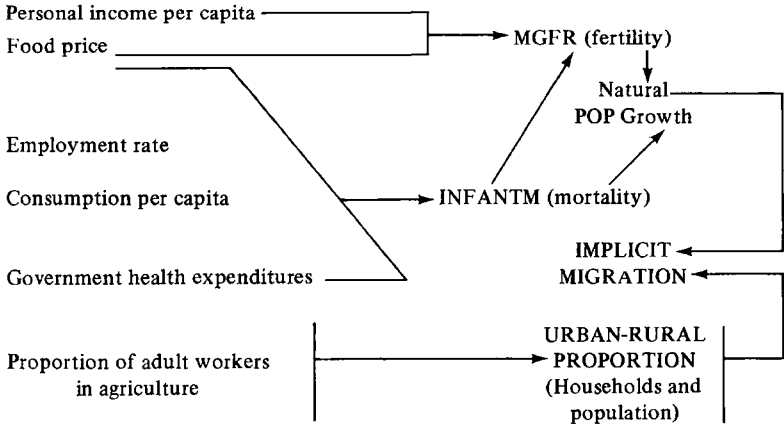 Personal income per capita
Food price
MGFR (fertility)
Natural
POP Growth
Employment rate
Consumption per capita
INFANTM (mortality)
Government health expenditures
IMPLICIT
MIGRATION
Proportion of adult workers
in agriculture
URBAN-RURAL
PROPORTION
(Households and
population)